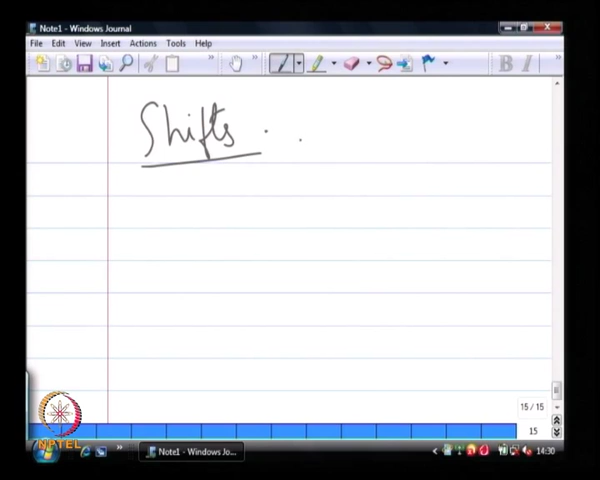 Note1 - Windows Journal
File Edit View Insert Actions Tools Help
B I
Shifts
15 / 15
15
NPTEL
Note1 - Windows Jo...
14:30